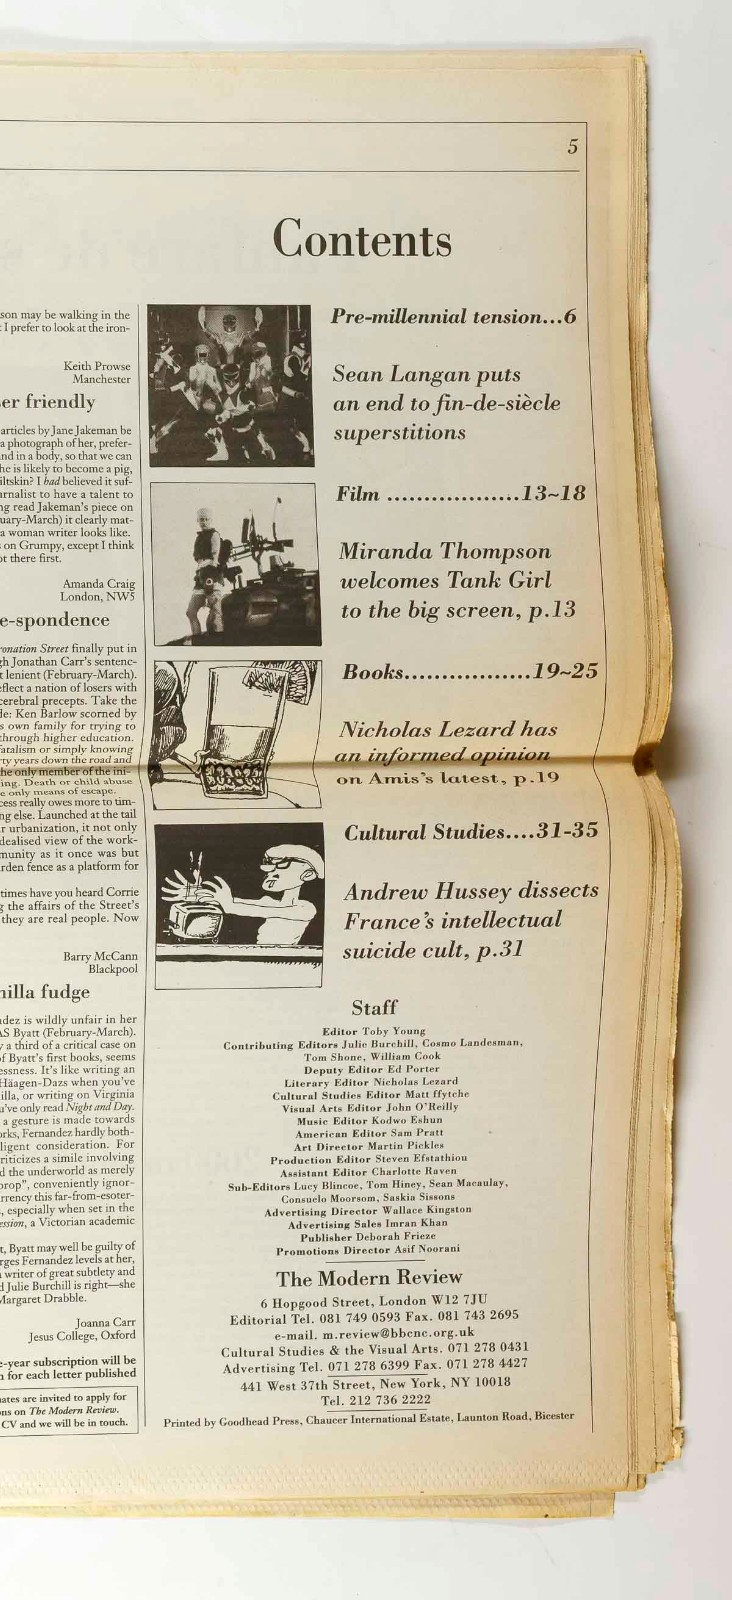 5
Contents
son may be walking in the
I prefer to look at the iron-
Keith Prowse
Manchester
er friendly
articles by Jane Jakeman be
a photograph of her, prefer-
nd in a body, so that we can
he is likely to become a pig,
iltskin? I had believed it suf-
urnalist to have a talent to
ng read Jakeman's piece on
uary-March) it clearly mat-
a woman writer looks like.
on Grumpy, except I think
ot there first.
Amanda Craig
London, NW5
e-spondence
ronation Street finally put in
gh Jonathan Carr's sentenc-
t lenient (February-March).
eflect a nation of losers with
cerebral precepts. Take the
le: Ken Barlow scorned by
s own family for trying to
through higher education.
fatalism or simply knowing
rty years down the road and
the only member of the ini-
ing. Death or child abuse
e only means of escape.
cess really owes more to tim-
ng else. Launched at the tail
r urbanization, it not only
dealised view of the work-
munity as it once was but
rden fence as a platform for
times have you heard Corrie
g the affairs of the Street's
they are real people. Now
Barry McCann
Blackpool
nilla fudge
ndez is wildly unfair in her
AS Byatt (February-March).
y a third of a critical case on
of Byatt's first books, seems
essness. It's like writing an
Häagen-Dazs when you've
illa, or writing on Virginia
u've only read Night and Day.
a gesture is made towards
orks, Fernandez hardly both-
ligent consideration. For
riticizes a simile involving
d the underworld as merely
prop", conveniently ignor-
rrency this far-from-esoter-
, especially when set in the
ession, a Victorian academic
t, Byatt may well be guilty of
rges Fernandez levels at her,
writer of great subtlety and
d Julie Burchill is right—she
Margaret Drabble.
Joanna Carr
Jesus College, Oxford
e-year subscription will be
n for each letter published
uates are invited to apply for
ons on The Modern Review.
CV and we will be in touch.
Pre-millennial tension...6
Sean Langan puts
an end to fin-de-siècle
superstitions
Film ..................13~18
Miranda Thompson
welcomes Tank Girl
to the big screen, p.13
Books.................19~25
Nicholas Lezard has
an informed opinion
on Amis's latest, p.19
Cultural Studies....31-35
Andrew Hussey dissects
France's intellectual
suicide cult, p.31
Staff
Editor Toby Young
Contributing Editors Julie Burchill, Cosmo Landesman,
Tom Shone, William Cook
Deputy Editor Ed Porter
Literary Editor Nicholas Lezard
Cultural Studies Editor Matt ffytche
Visual Arts Editor John O'Reilly
Music Editor Kodwo Eshun
American Editor Sam Pratt
Art Director Martin Pickles
Production Editor Steven Efstathiou
Assistant Editor Charlotte Raven
Sub-Editors Lucy Blincoe, Tom Hiney, Sean Macaulay,
Consuelo Moorsom, Saskia Sissons
Advertising Director Wallace Kingston
Advertising Sales Imran Khan
Publisher Deborah Frieze
Promotions Director Asif Noorani
The Modern Review
6 Hopgood Street, London W12 7JU
Editorial Tel. 081 749 0593 Fax. 081 743 2695
e-mail. m.review@bbcnc.org.uk
Cultural Studies & the Visual Arts. 071 278 0431
Advertising Tel. 071 278 6399 Fax. 071 278 4427
441 West 37th Street, New York, NY 10018
Tel. 212 736 2222
Printed by Goodhead Press, Chaucer International Estate, Launton Road, Bicester